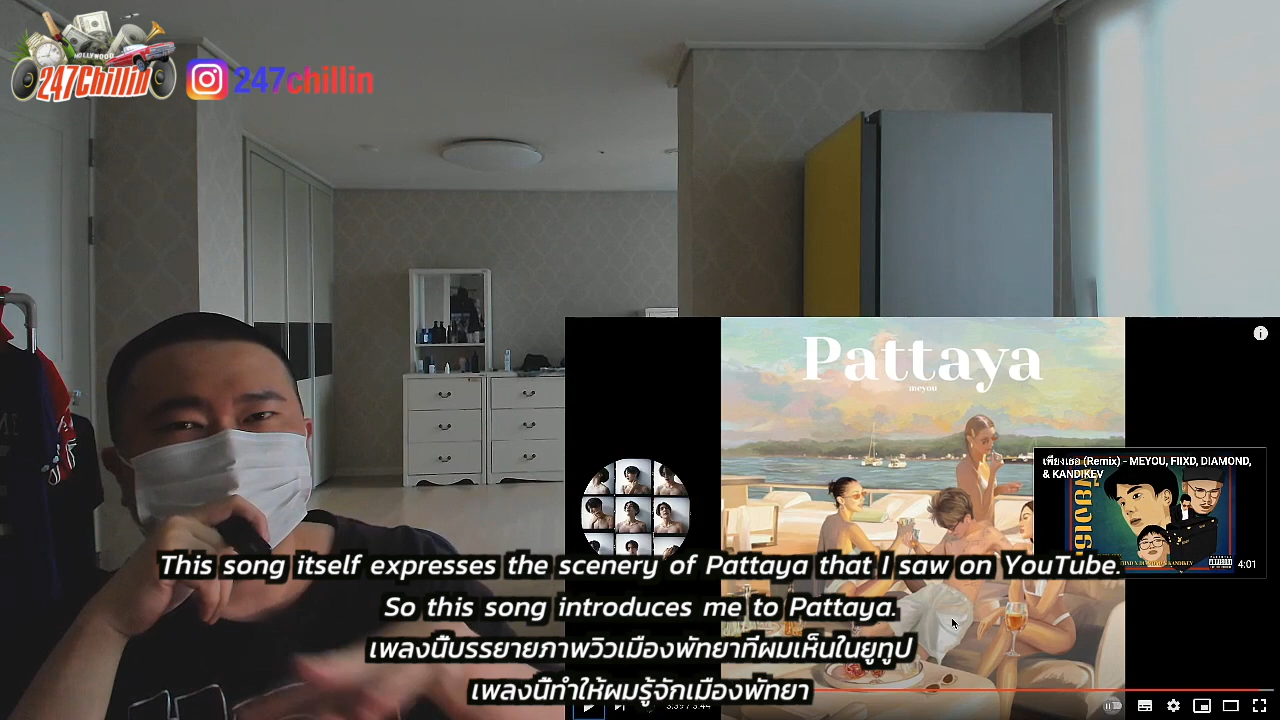 HOLLYWOOD
247Chillin
247chillin
Pattaya
meyou
เพียงเธอ (Remix) - MEYOU, FIIXD, DIAMOND,
& KANDIKEY
4:01
This song itself expresses the scenery of Pattaya that I saw on YouTube.
So this song introduces me to Pattaya.
เพลงนี้บรรยายภาพวิวเมืองพัทยาที่ผมเห็นในยูทูป
เพลงนี้ทำให้ผมรู้จักเมืองพัทยา